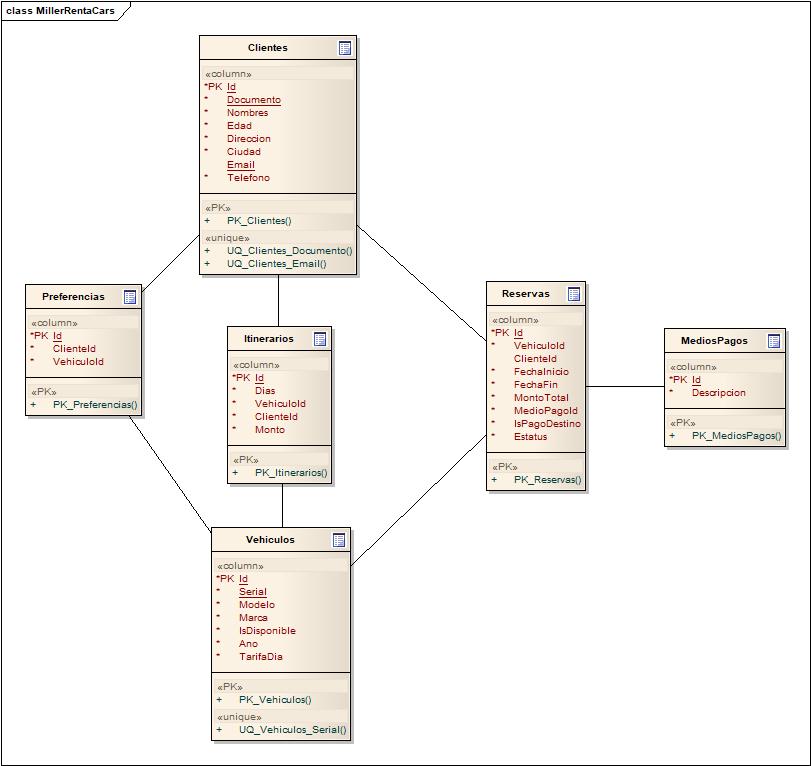 class MillerRentaCars
Clientes
«column»
*PK Id
* Documento
* Nombres
* Edad
* Direccion
* Ciudad
Email
* Telefono
«PK»
+ PK_Clientes()
«unique»
+ UQ_Clientes_Documento()
+ UQ_Clientes_Email()
Preferencias
«column»
*PK Id
* ClienteId
* VehiculoId
«PK»
+ PK_Preferencias()
Itinerarios
«column»
*PK Id
* Dias
* VehiculoId
* ClienteId
* Monto
«PK»
+ PK_Itinerarios()
Reservas
«column»
*PK Id
* VehiculoId
ClienteId
* FechaInicio
* FechaFin
* MontoTotal
* MedioPagoId
* IsPagoDestino
* Estatus
«PK»
+ PK_Reservas()
MediosPagos
«column»
*PK Id
* Descripcion
«PK»
+ PK_MediosPagos()
Vehiculos
«column»
*PK Id
* Serial
* Modelo
* Marca
* IsDisponible
* Ano
* TarifaDia
«PK»
+ PK_Vehiculos()
«unique»
+ UQ_Vehiculos_Serial()